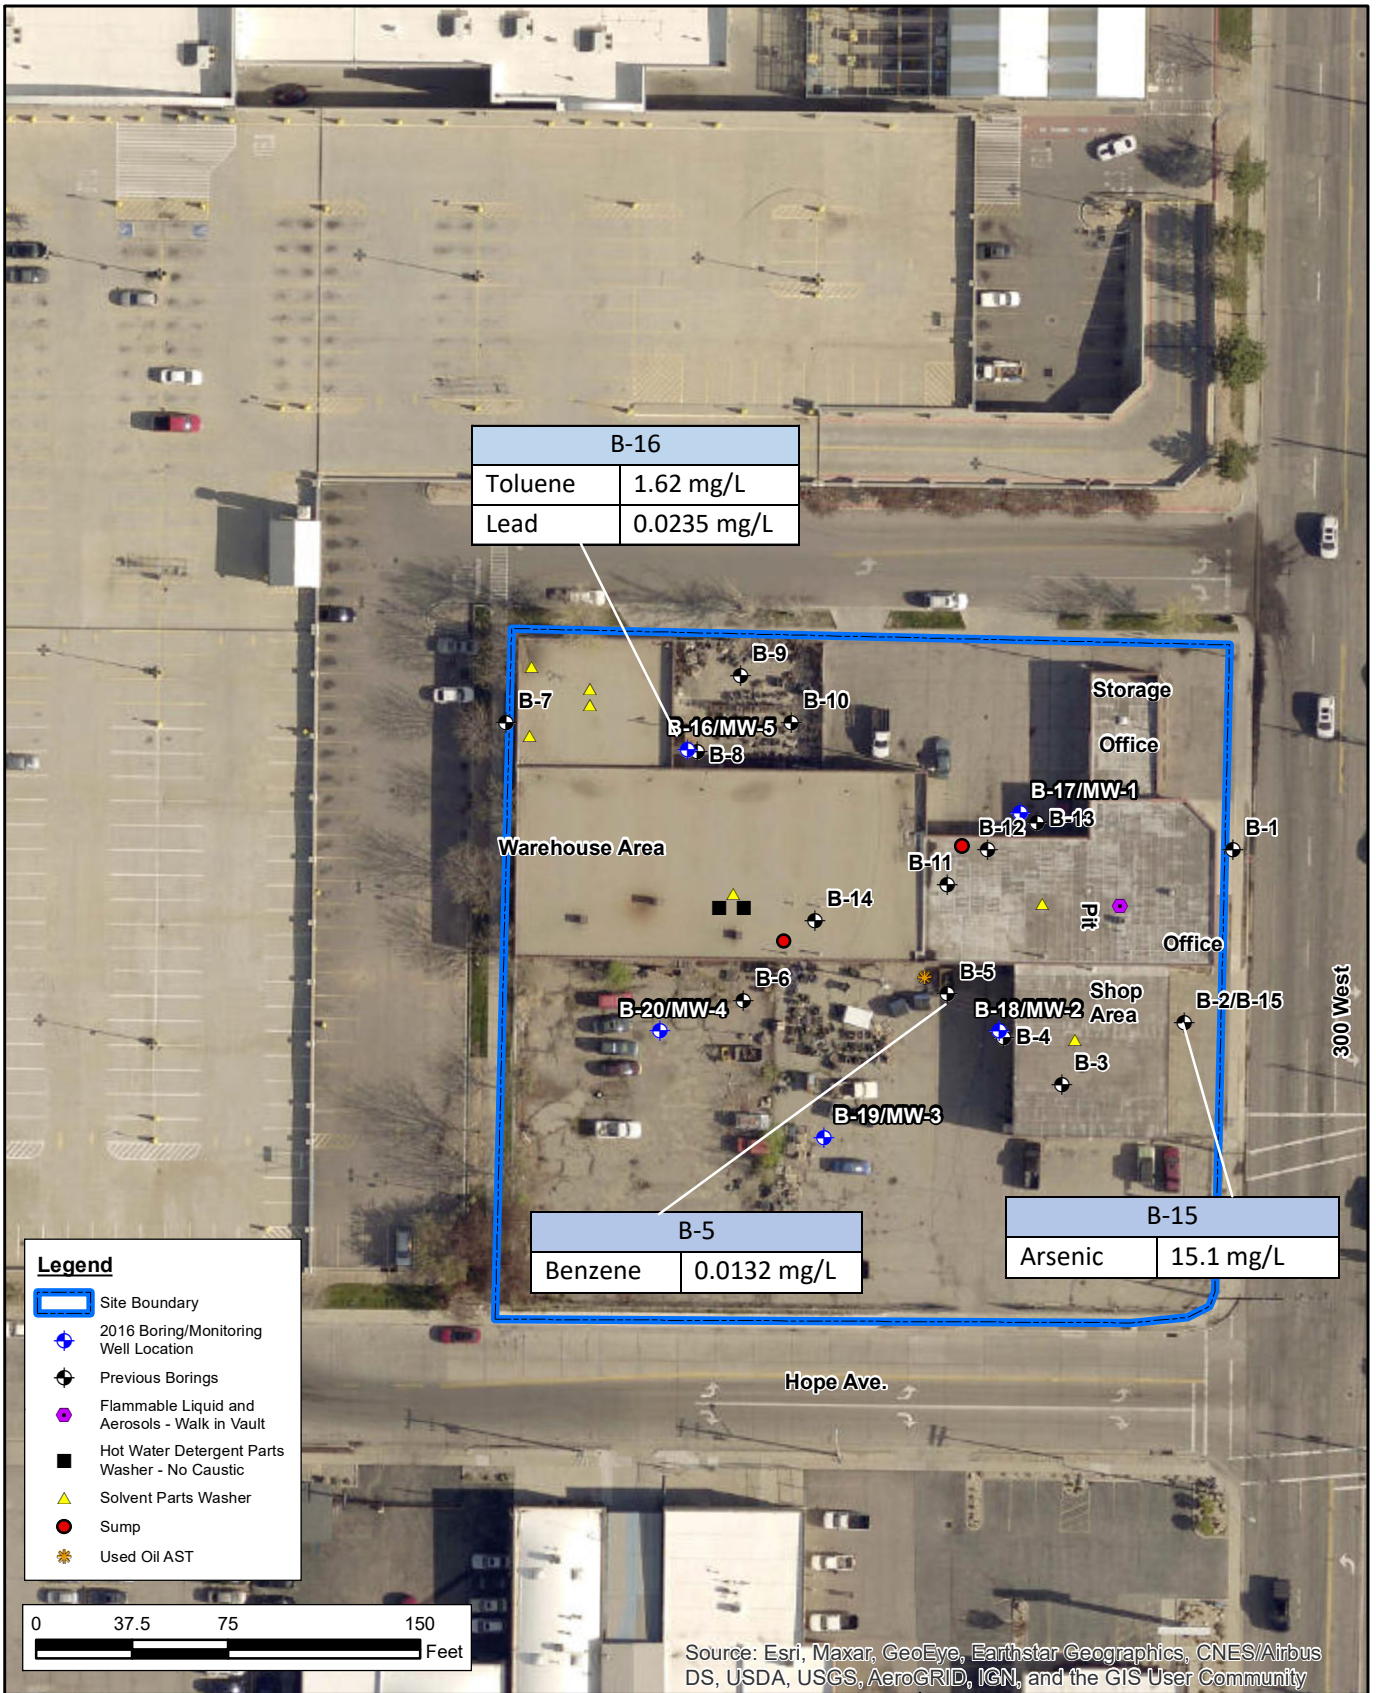 B-16
Toluene 1.62 mg/L
Lead 0.0235 mg/L
B-9
B-7
B-10
Storage
B-16/MW-5
Office
B-8
B-17/MW-1
B-13
B-12
B-1
Warehouse Area
B-11
B-14
Pit
Office
B-5
B-6
Shop
Area
B-2/B-15
B-20/MW-4
B-18/MW-2
B-4
300 West
B-3
B-19/MW-3
B-15
Arsenic 15.1 mg/L
B-5
Benzene 0.0132 mg/L
Hope Ave.
Legend
Site Boundary
2016 Boring/Monitoring
Well Location
Previous Borings
Flammable Liquid and
Aerosols - Walk in Vault
Hot Water Detergent Parts
Washer - No Caustic
Solvent Parts Washer
Sump
Used Oil AST
0 37.5 75 150
Feet
Source: Esri, Maxar, GeoEye, Earthstar Geographics, CNES/Airbus
DS, USDA, USGS, AeroGRID, IGN, and the GIS User Community